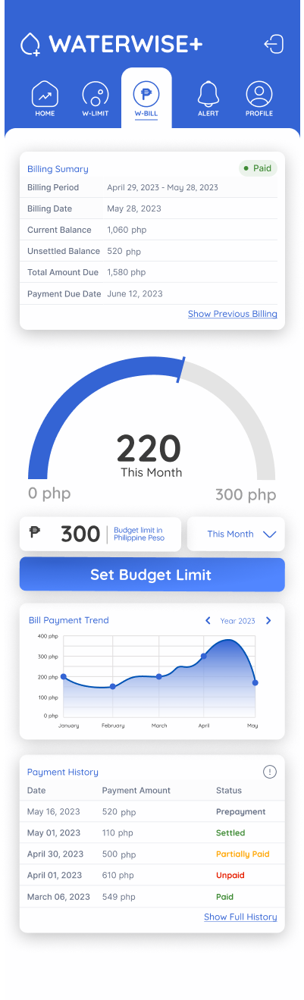 WATERWISE+
HOME W-LIMIT W-BILL ALERT PROFILE
Billing Sumary Paid
Billing Period April 29, 2023 - May 28, 2023
Billing Date May 28, 2023
Current Balance 1,060 php
Unsettled Balance 520 php
Total Amount Due 1,580 php
Payment Due Date June 12, 2023
Show Previous Billing
220
This Month
0 php 300 php
₱ 300 Budget limit in
Philippine Peso
This Month
Set Budget Limit
Bill Payment Trend Year 2023
400 php
300 php
200 php
100 php
0 php
January February March April May
Payment History
Date Payment Amount Status
May 16, 2023 520 php Prepayment
May 01, 2023 110 php Settled
April 30, 2023 500 php Partially Paid
April 01, 2023 610 php Unpaid
March 06, 2023 549 php Paid
Show Full History